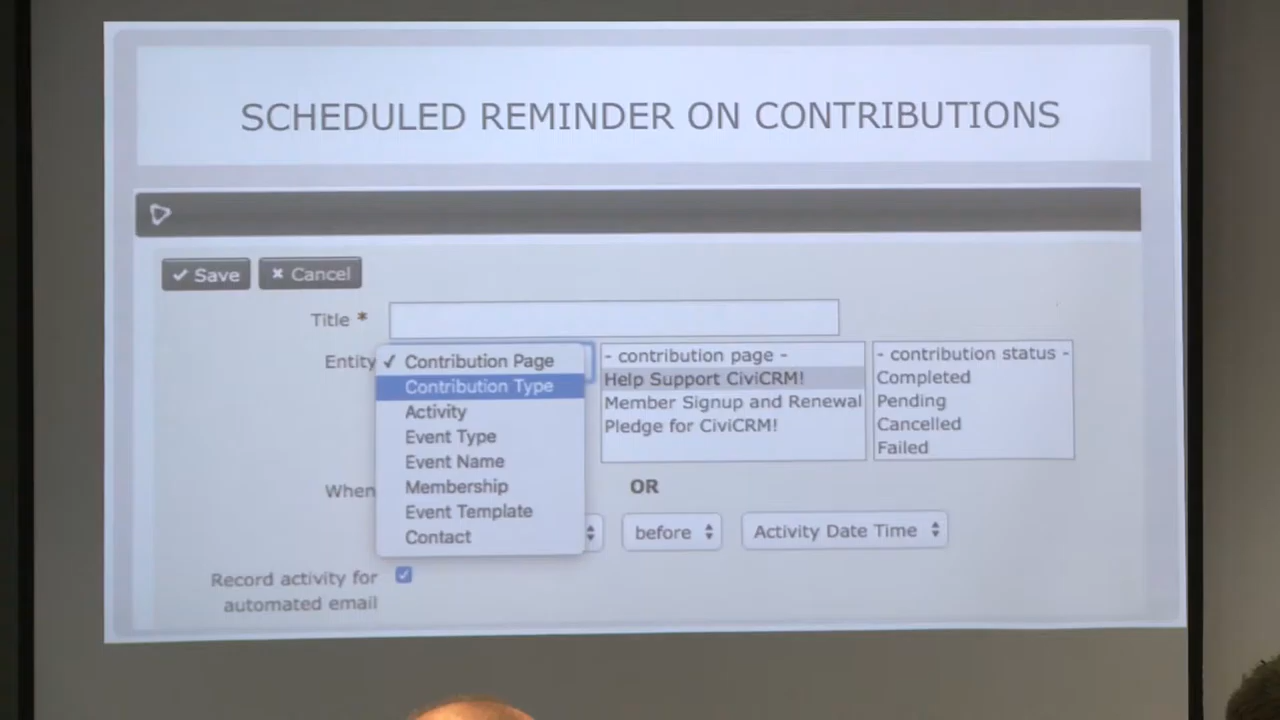 SCHEDULED REMINDER ON CONTRIBUTIONS
Save Cancel
Title *
Entity ✓ Contribution Page
Contribution Type
Activity
Event Type
Event Name
Membership
Event Template
Contact
- contribution page -
Help Support CiviCRM!
Member Signup and Renewal
Pledge for CiviCRM!
- contribution status -
Completed
Pending
Cancelled
Failed
When
OR
before Activity Date Time
Record activity for
automated email